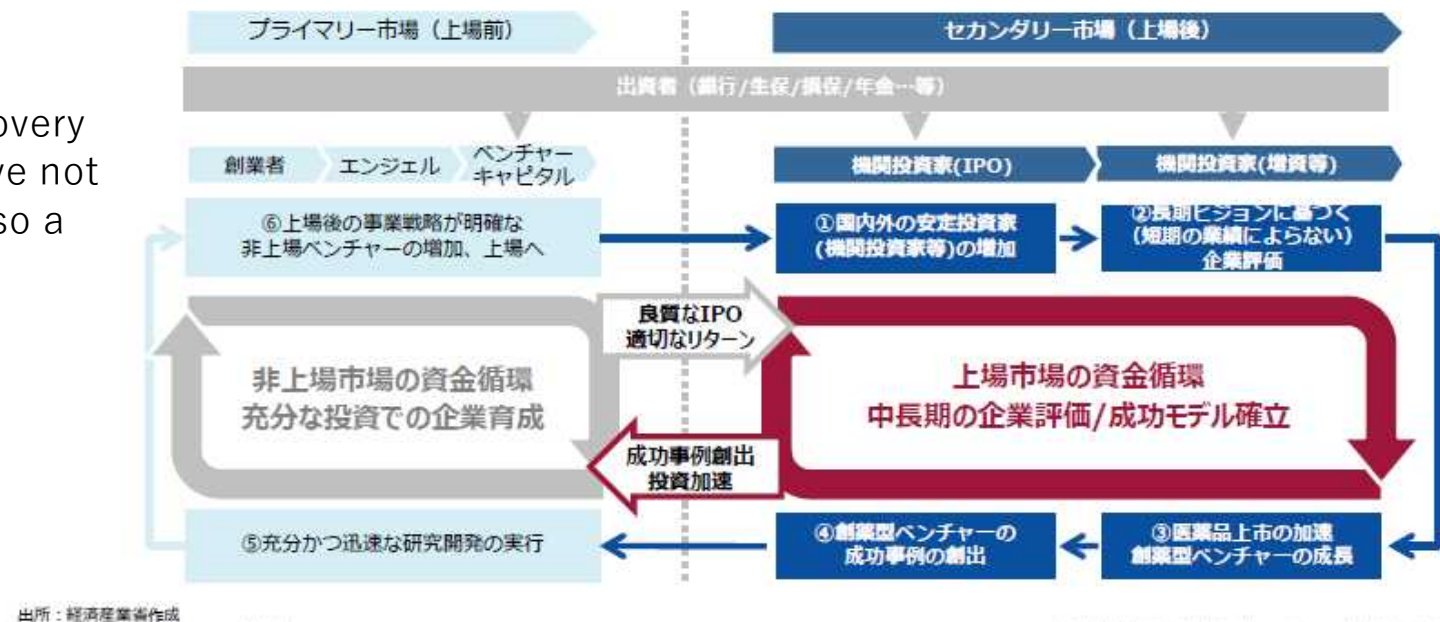 プライマリー市場（上場前）
セカンダリー市場（上場後）
出資者（銀行/生保/損保/年金…等）
overy
ve not
so a
創業者
エンジェル
ベンチャー
キャピタル
機関投資家(IPO)
機関投資家(増資等)
⑥上場後の事業戦略が明確な
非上場ベンチャーの増加、上場へ
①国内外の安定投資家
(機関投資家等)の増加
②長期ビジョンに基づく
(短期の業績によらない)
企業評価
良質なIPO
適切なリターン
非上場市場の資金循環
充分な投資での企業育成
上場市場の資金循環
中長期の企業評価/成功モデル確立
成功事例創出
投資加速
⑤充分かつ迅速な研究開発の実行
④創薬型ベンチャーの
成功事例の創出
③医薬品上市の加速
創薬型ベンチャーの成長
出所：経済産業省作成